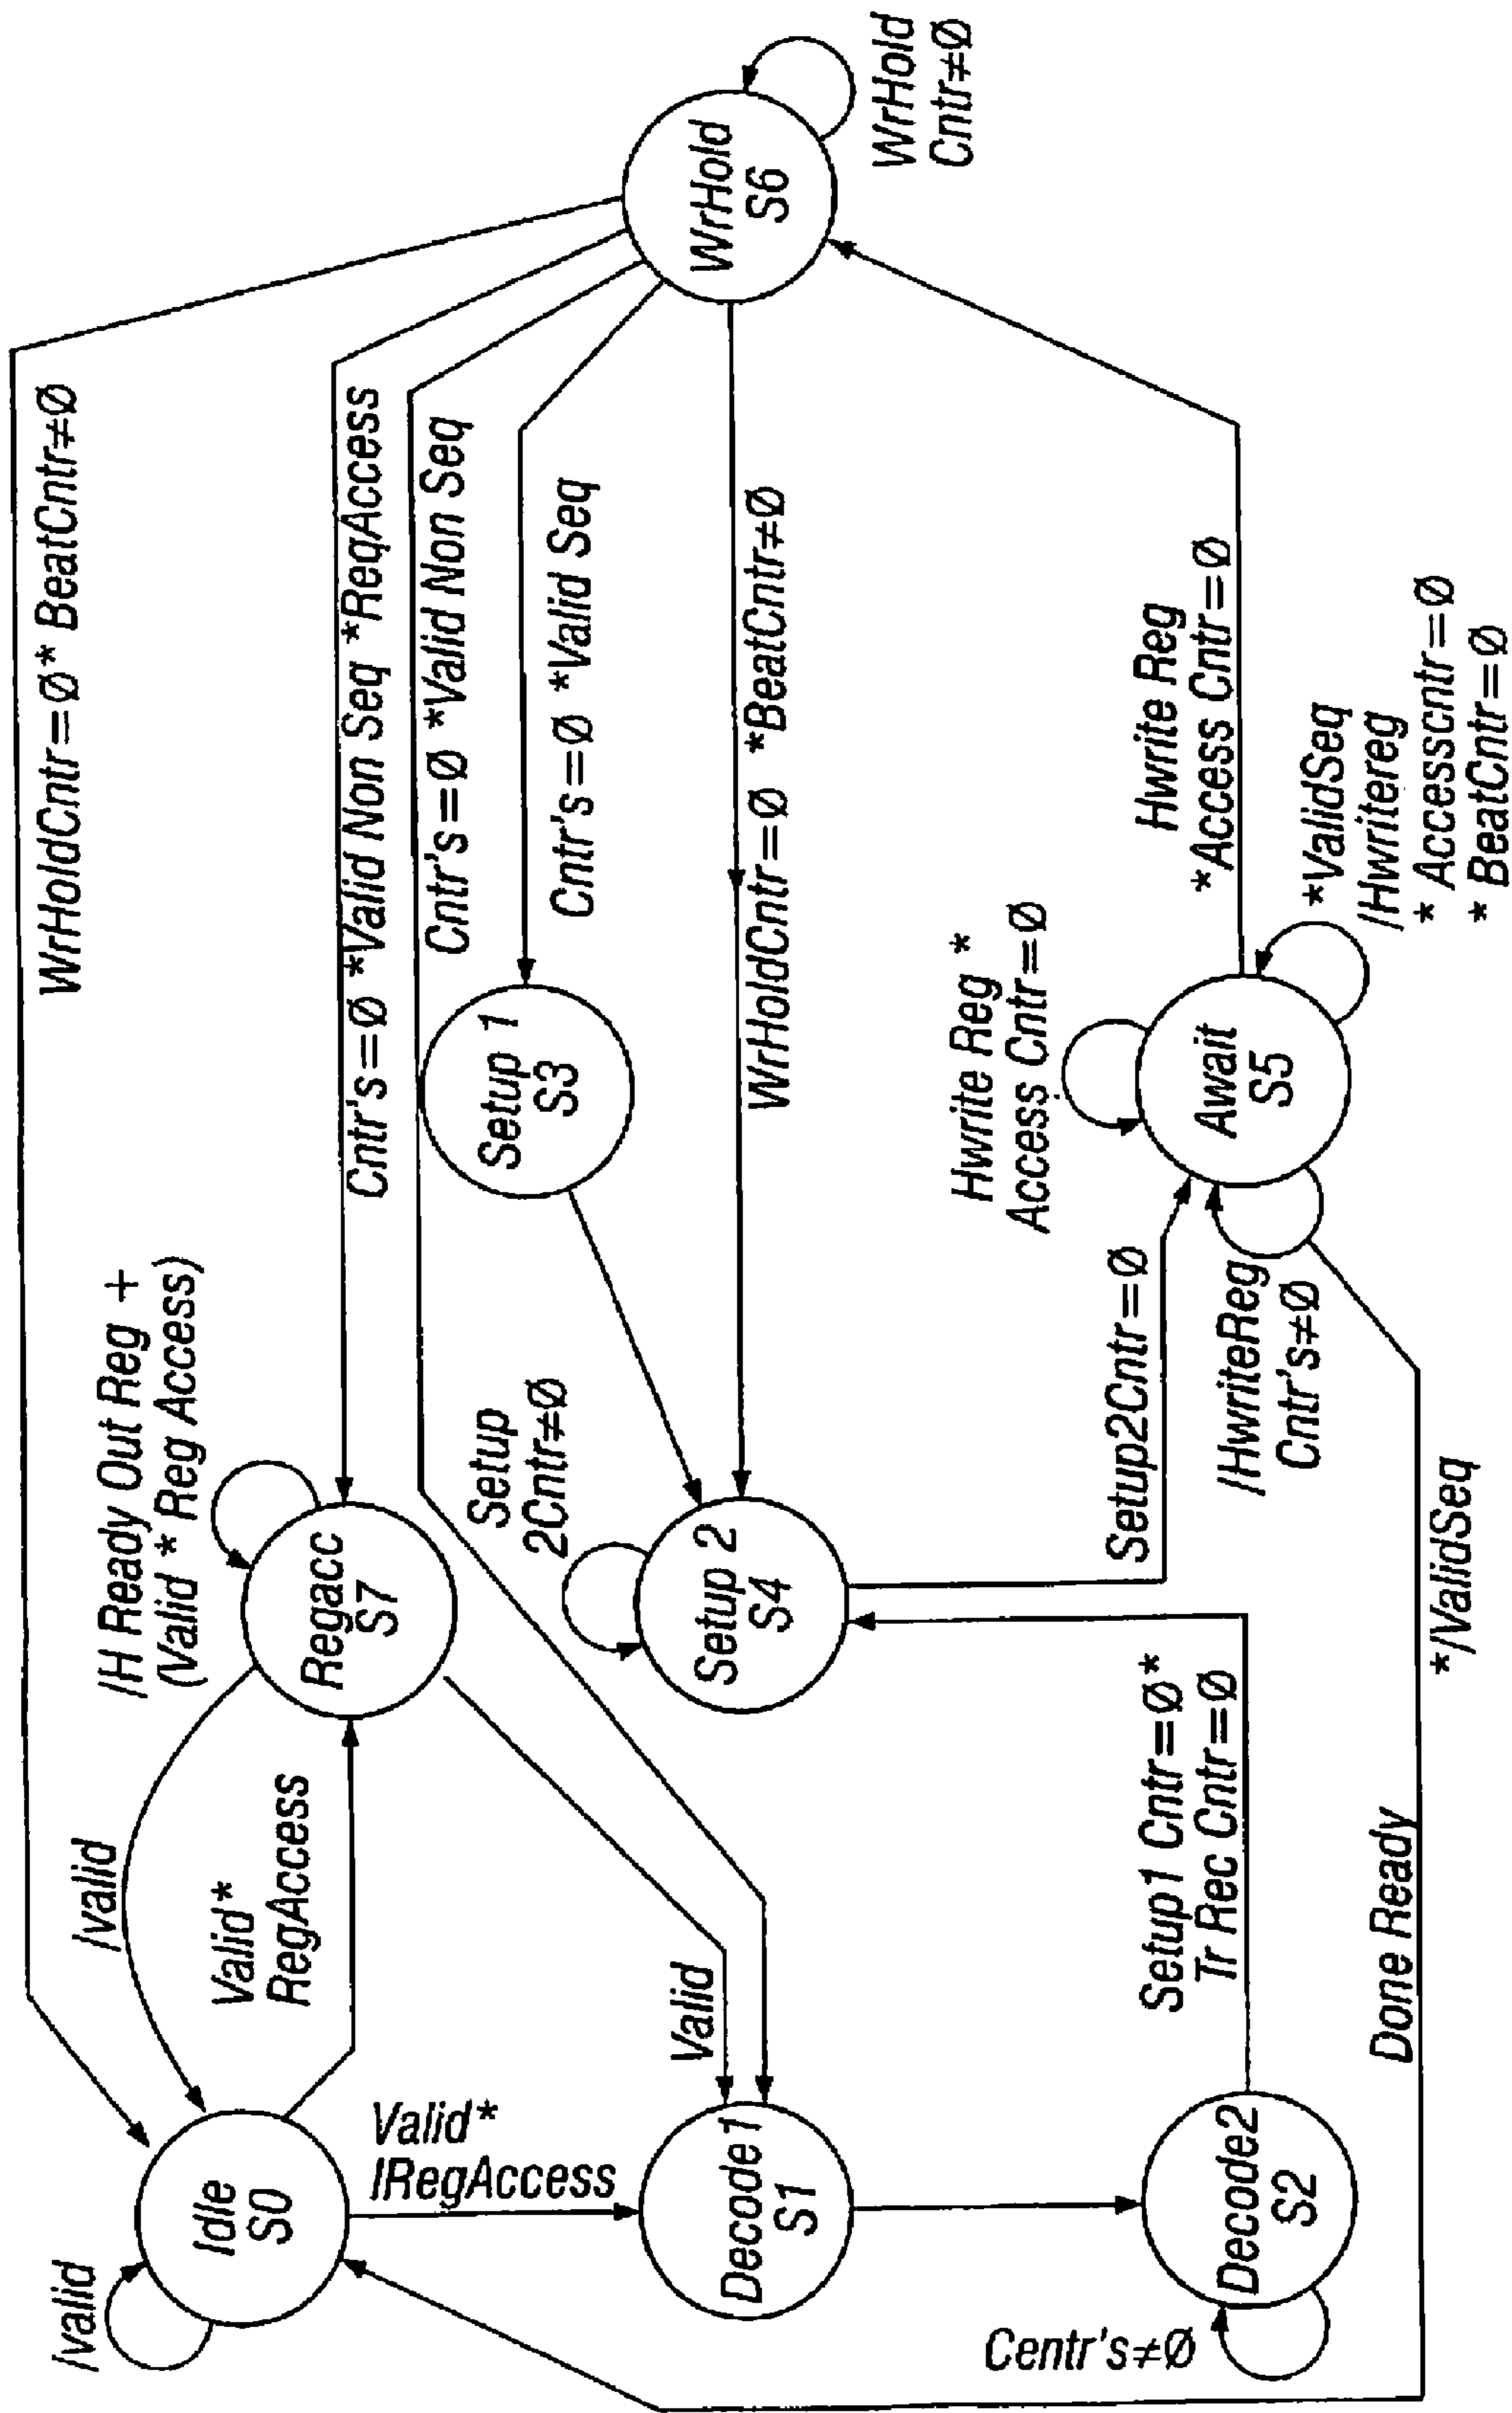 WrHoldCntr=Ø* BeatCntr≠Ø
/H Ready Out Reg +
(Valid * Reg Access)
/valid
/valid
Idle
S0
Valid*
RegAccess
Regacc
S7
Cntr's=Ø *Valid Non Seq *ReqAccess
Cntr's=Ø *Valid Non Seq
Valid*
/RegAccess
Setup 1
S3
Cntr's=Ø *Valid Seq
Setup
2Cntr≠Ø
Valid
Decode1
S1
Setup 2
S4
WrHoldCntr=Ø *BeatCntr≠Ø
WrHold
S6
WrHold
Cntr≠Ø
Hwrite Reg *
Access Cntr=Ø
Setup2Cntr=Ø
Hwrite Reg
*Access Cntr=Ø
Setup1 Cntr=Ø*
Tr Rec Cntr=Ø
Centr's≠Ø
Decode2
S2
/HwriteReg
Cntr's≠Ø
Await
S5
*ValidSeq
/Hwritereg
* Accesscntr=Ø
* BeatCntr=Ø
Done Ready
*/ValidSeq